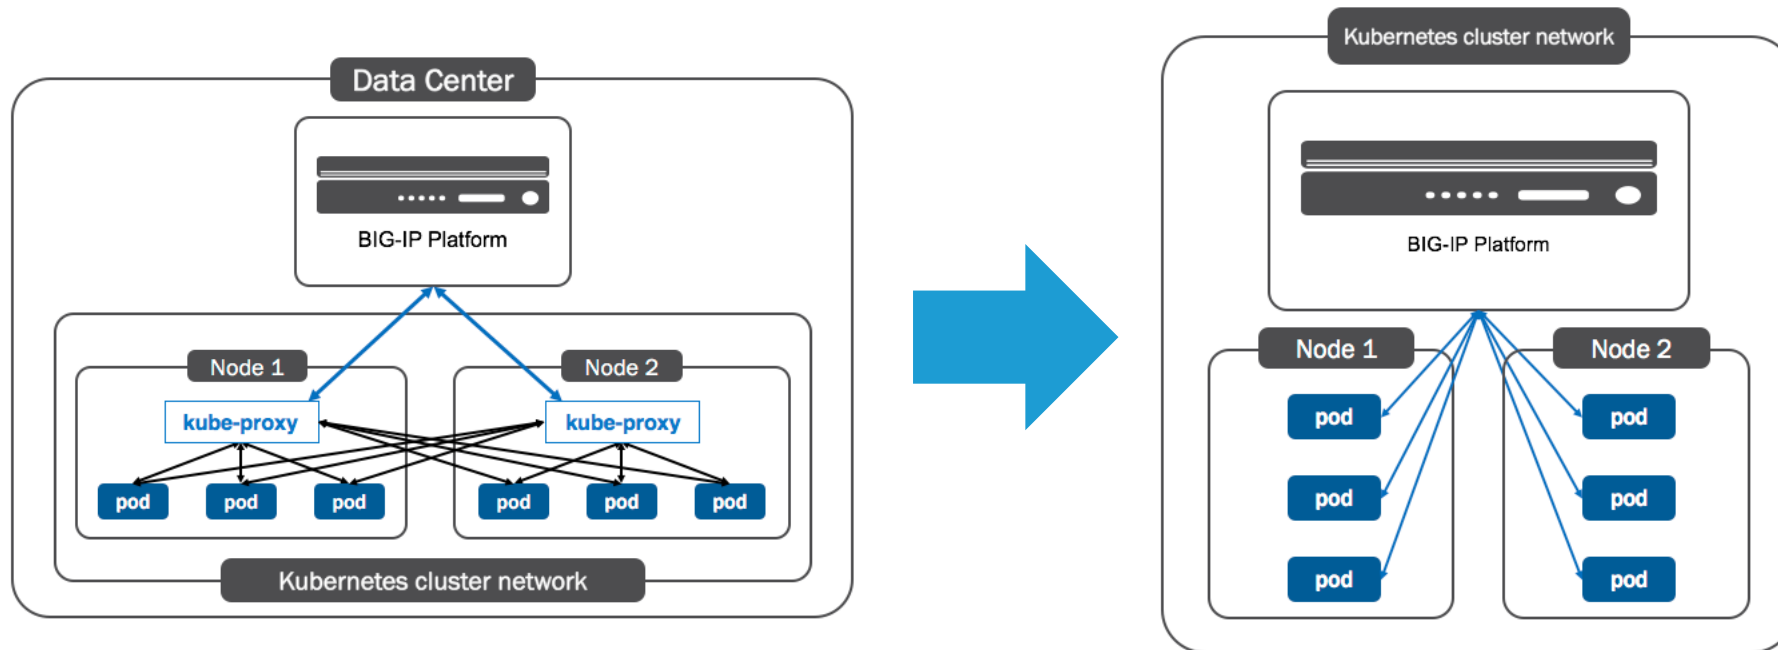 Data Center
BIG-IP Platform
Node 1
Node 2
kube-proxy
kube-proxy
pod
pod
pod
pod
pod
pod
Kubernetes cluster network
Kubernetes cluster network
BIG-IP Platform
Node 1
Node 2
pod
pod
pod
pod
pod
pod